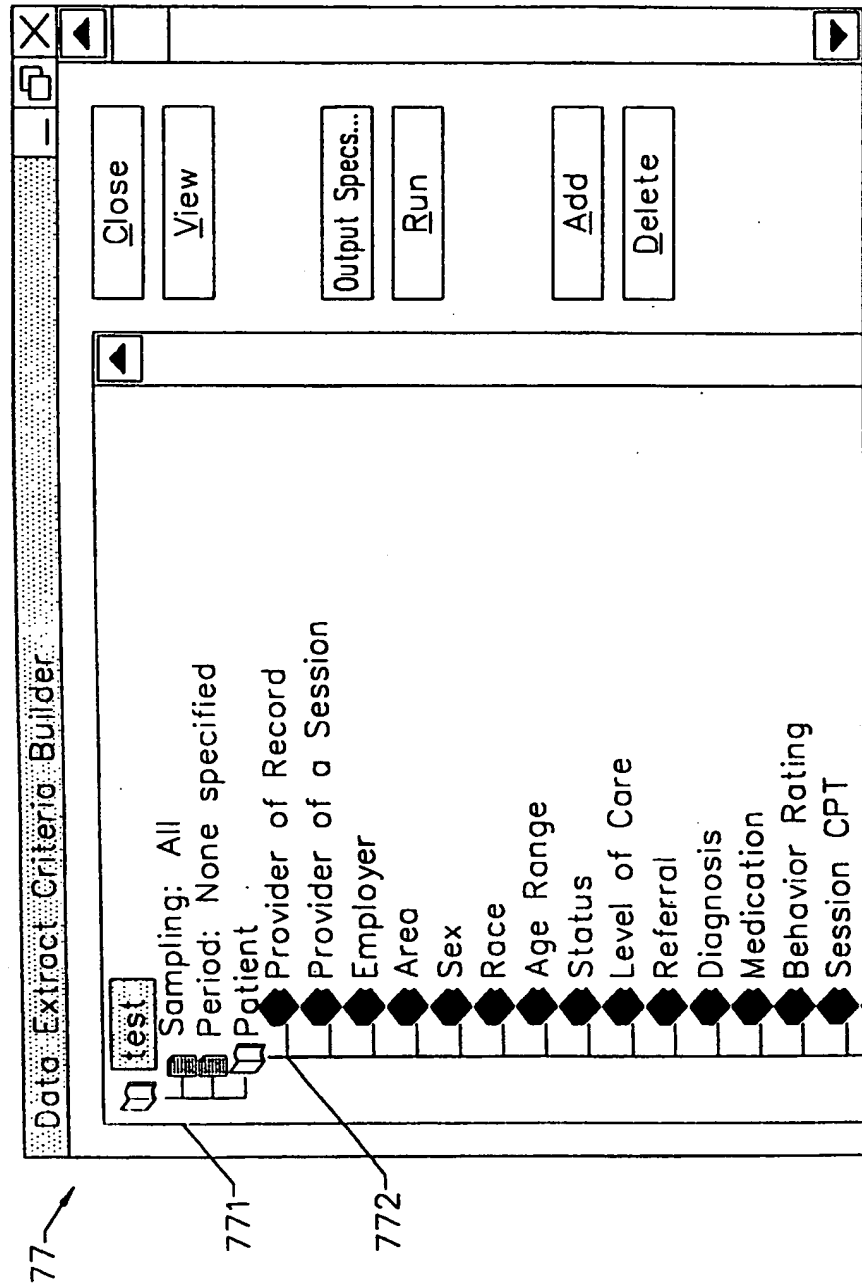 77
Data Extract Criteria Builder
test
Sampling: All
Period: None specified
Patient
Provider of Record
Provider of a Session
Employer
Area
Sex
Race
Age Range
Status
Level of Care
Referral
Diagnosis
Medication
Behavior Rating
Session CPT
Close
View
Output Specs...
Run
Add
Delete
771
772